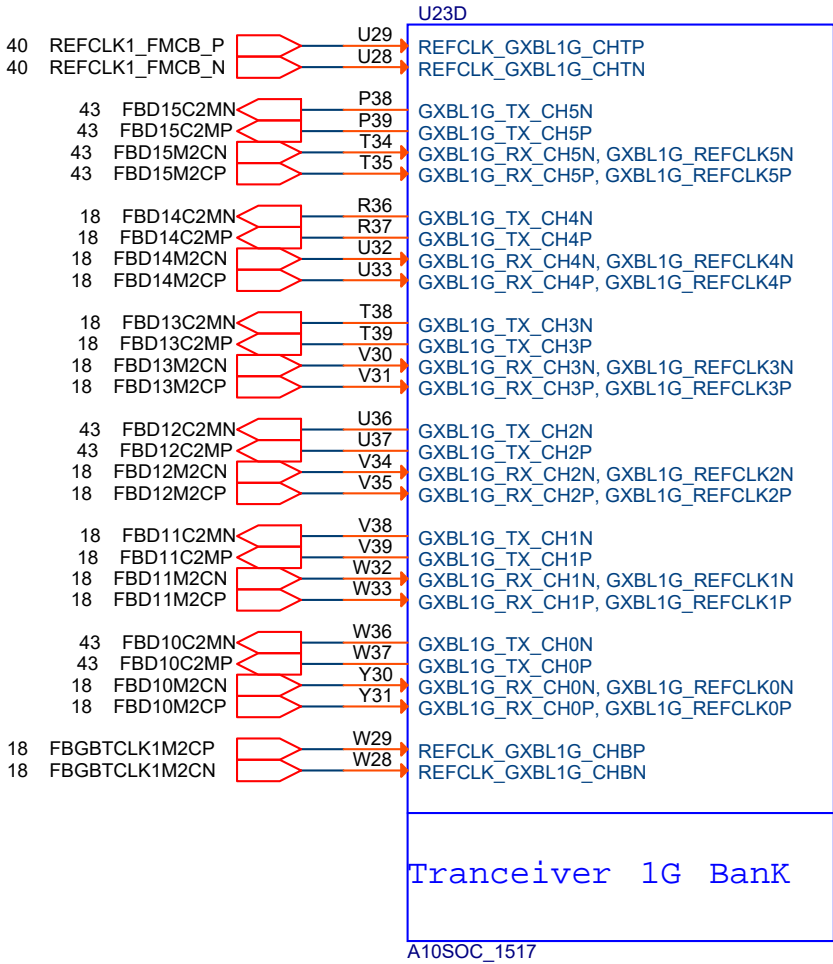 U23D
40 REFCLK1_FMCB_P U29 REFCLK_GXBL1G_CHTP
40 REFCLK1_FMCB_N U28 REFCLK_GXBL1G_CHTN
43 FBD15C2MN P38 GXBL1G_TX_CH5N
43 FBD15C2MP P39 GXBL1G_TX_CH5P
43 FBD15M2CN T34 GXBL1G_RX_CH5N, GXBL1G_REFCLK5N
43 FBD15M2CP T35 GXBL1G_RX_CH5P, GXBL1G_REFCLK5P
18 FBD14C2MN R36 GXBL1G_TX_CH4N
18 FBD14C2MP R37 GXBL1G_TX_CH4P
18 FBD14M2CN U32 GXBL1G_RX_CH4N, GXBL1G_REFCLK4N
18 FBD14M2CP U33 GXBL1G_RX_CH4P, GXBL1G_REFCLK4P
18 FBD13C2MN T38 GXBL1G_TX_CH3N
18 FBD13C2MP T39 GXBL1G_TX_CH3P
18 FBD13M2CN V30 GXBL1G_RX_CH3N, GXBL1G_REFCLK3N
18 FBD13M2CP V31 GXBL1G_RX_CH3P, GXBL1G_REFCLK3P
43 FBD12C2MN U36 GXBL1G_TX_CH2N
43 FBD12C2MP U37 GXBL1G_TX_CH2P
18 FBD12M2CN V34 GXBL1G_RX_CH2N, GXBL1G_REFCLK2N
18 FBD12M2CP V35 GXBL1G_RX_CH2P, GXBL1G_REFCLK2P
18 FBD11C2MN V38 GXBL1G_TX_CH1N
18 FBD11C2MP V39 GXBL1G_TX_CH1P
18 FBD11M2CN W32 GXBL1G_RX_CH1N, GXBL1G_REFCLK1N
18 FBD11M2CP W33 GXBL1G_RX_CH1P, GXBL1G_REFCLK1P
43 FBD10C2MN W36 GXBL1G_TX_CH0N
43 FBD10C2MP W37 GXBL1G_TX_CH0P
18 FBD10M2CN Y30 GXBL1G_RX_CH0N, GXBL1G_REFCLK0N
18 FBD10M2CP Y31 GXBL1G_RX_CH0P, GXBL1G_REFCLK0P
18 FBGBTCLK1M2CP W29 REFCLK_GXBL1G_CHBP
18 FBGBTCLK1M2CN W28 REFCLK_GXBL1G_CHBN
Tranceiver 1G BanK
A10SOC_1517